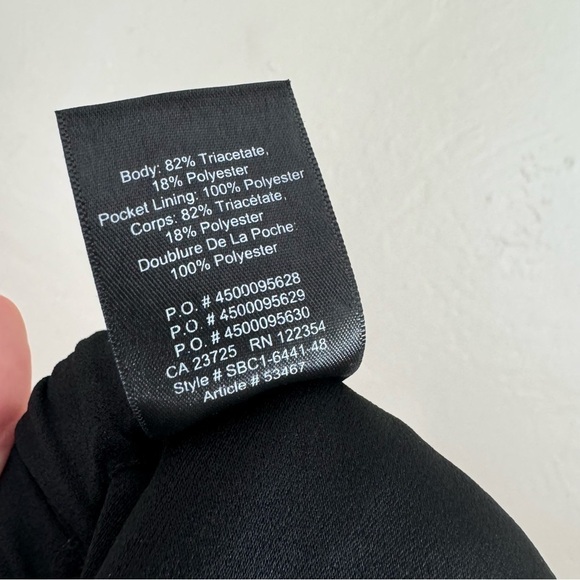 Body: 82% Triacetate,
18% Polyester
Pocket Lining: 100% Polyester
Corps: 82% Triacétate,
18% Polyester
Doublure De La Poche:
100% Polyester
P.O. # 4500095628
P.O. # 4500095629
P.O. # 4500095630
CA 23725 RN 122354
Style # SBC1-6441-48
Article # 53467